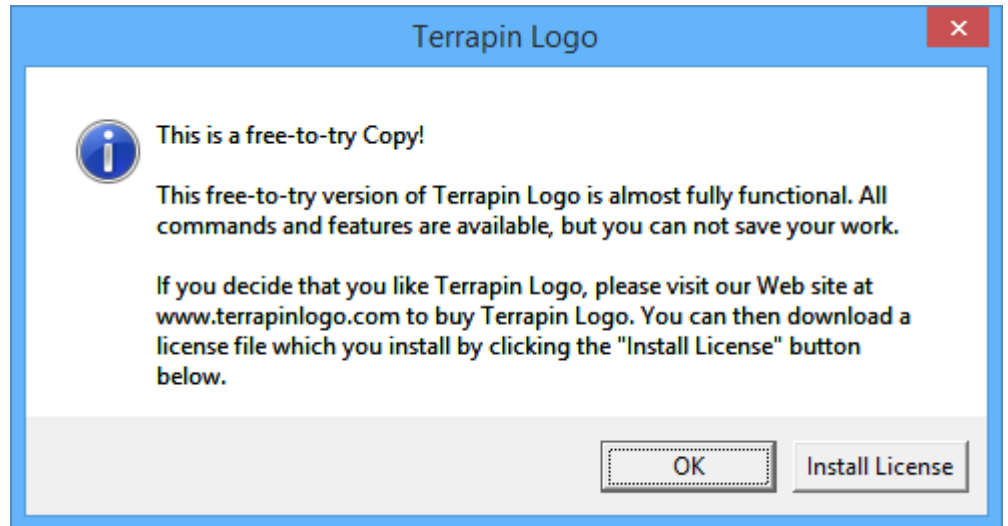 Terrapin Logo
This is a free-to-try Copy!
This free-to-try version of Terrapin Logo is almost fully functional. All
commands and features are available, but you can not save your work.
If you decide that you like Terrapin Logo, please visit our Web site at
www.terrapinlogo.com to buy Terrapin Logo. You can then download a
license file which you install by clicking the "Install License" button
below.
OK
Install License